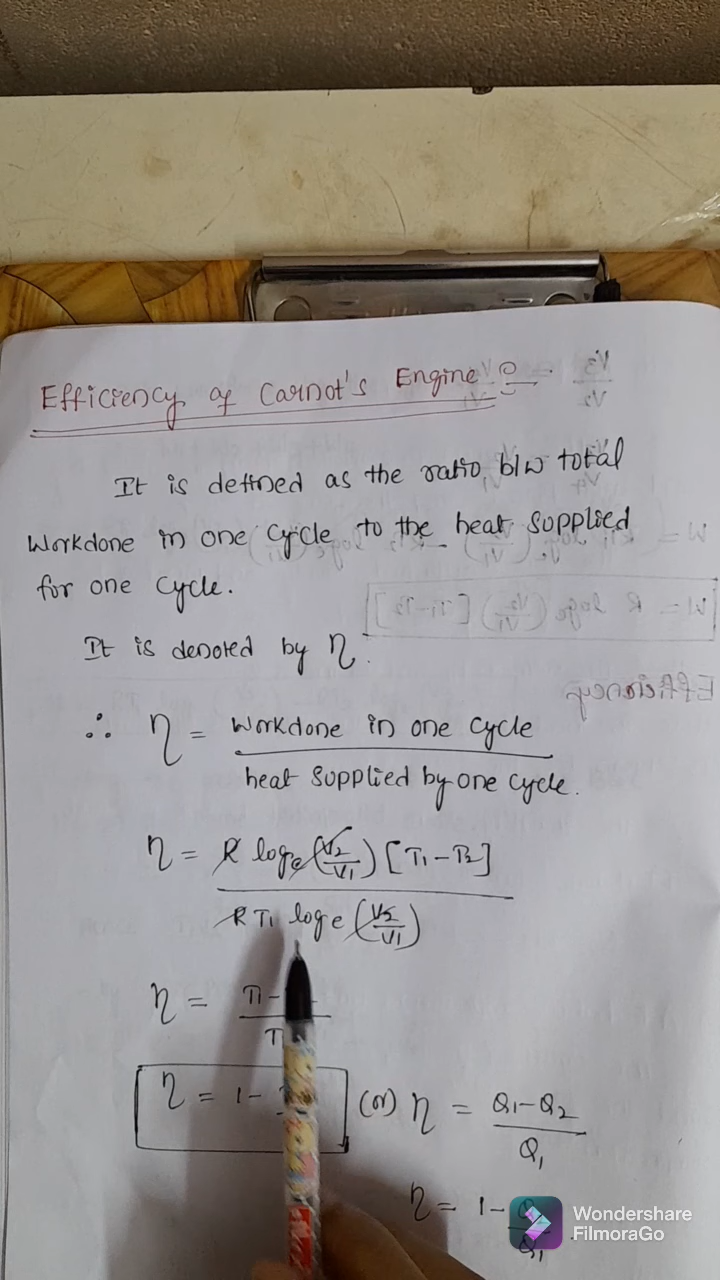 Efficiency of Carnot's Engine :-
It is defined as the ratio b/w total
Workdone in one cycle to the heat supplied
for one cycle.
It is denoted by η.
∴ η = Workdone in one cycle / heat supplied by one cycle.
η = R logₑ (V₂/V₁) [T₁ - T₂] / RT₁ logₑ (V₂/V₁)
η = T₁ - / T
η = 1 - (or) η = Q₁ - Q₂ / Q₁
η = 1 - Q / Q₁
Wondershare
FilmoraGo